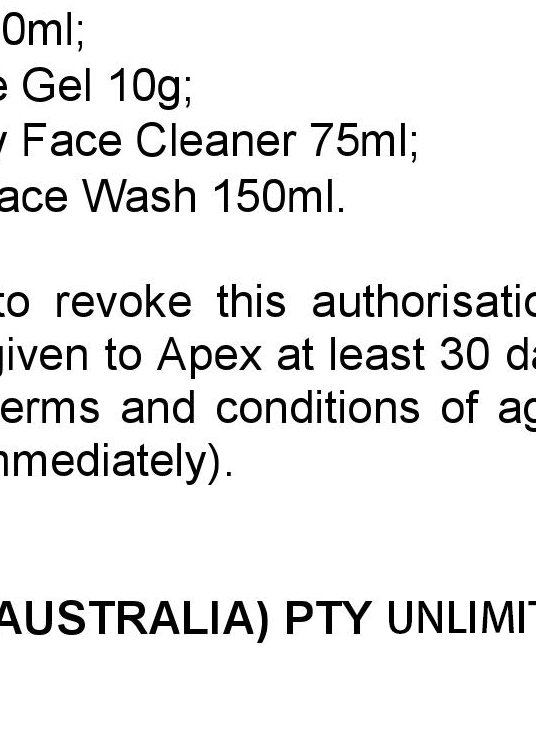 0ml;
e Gel 10g;
y Face Cleaner 75ml;
ace Wash 150ml.
to revoke this authorisatio
given to Apex at least 30 da
erms and conditions of ag
mmediately).
AUSTRALIA) PTY UNLIMIT